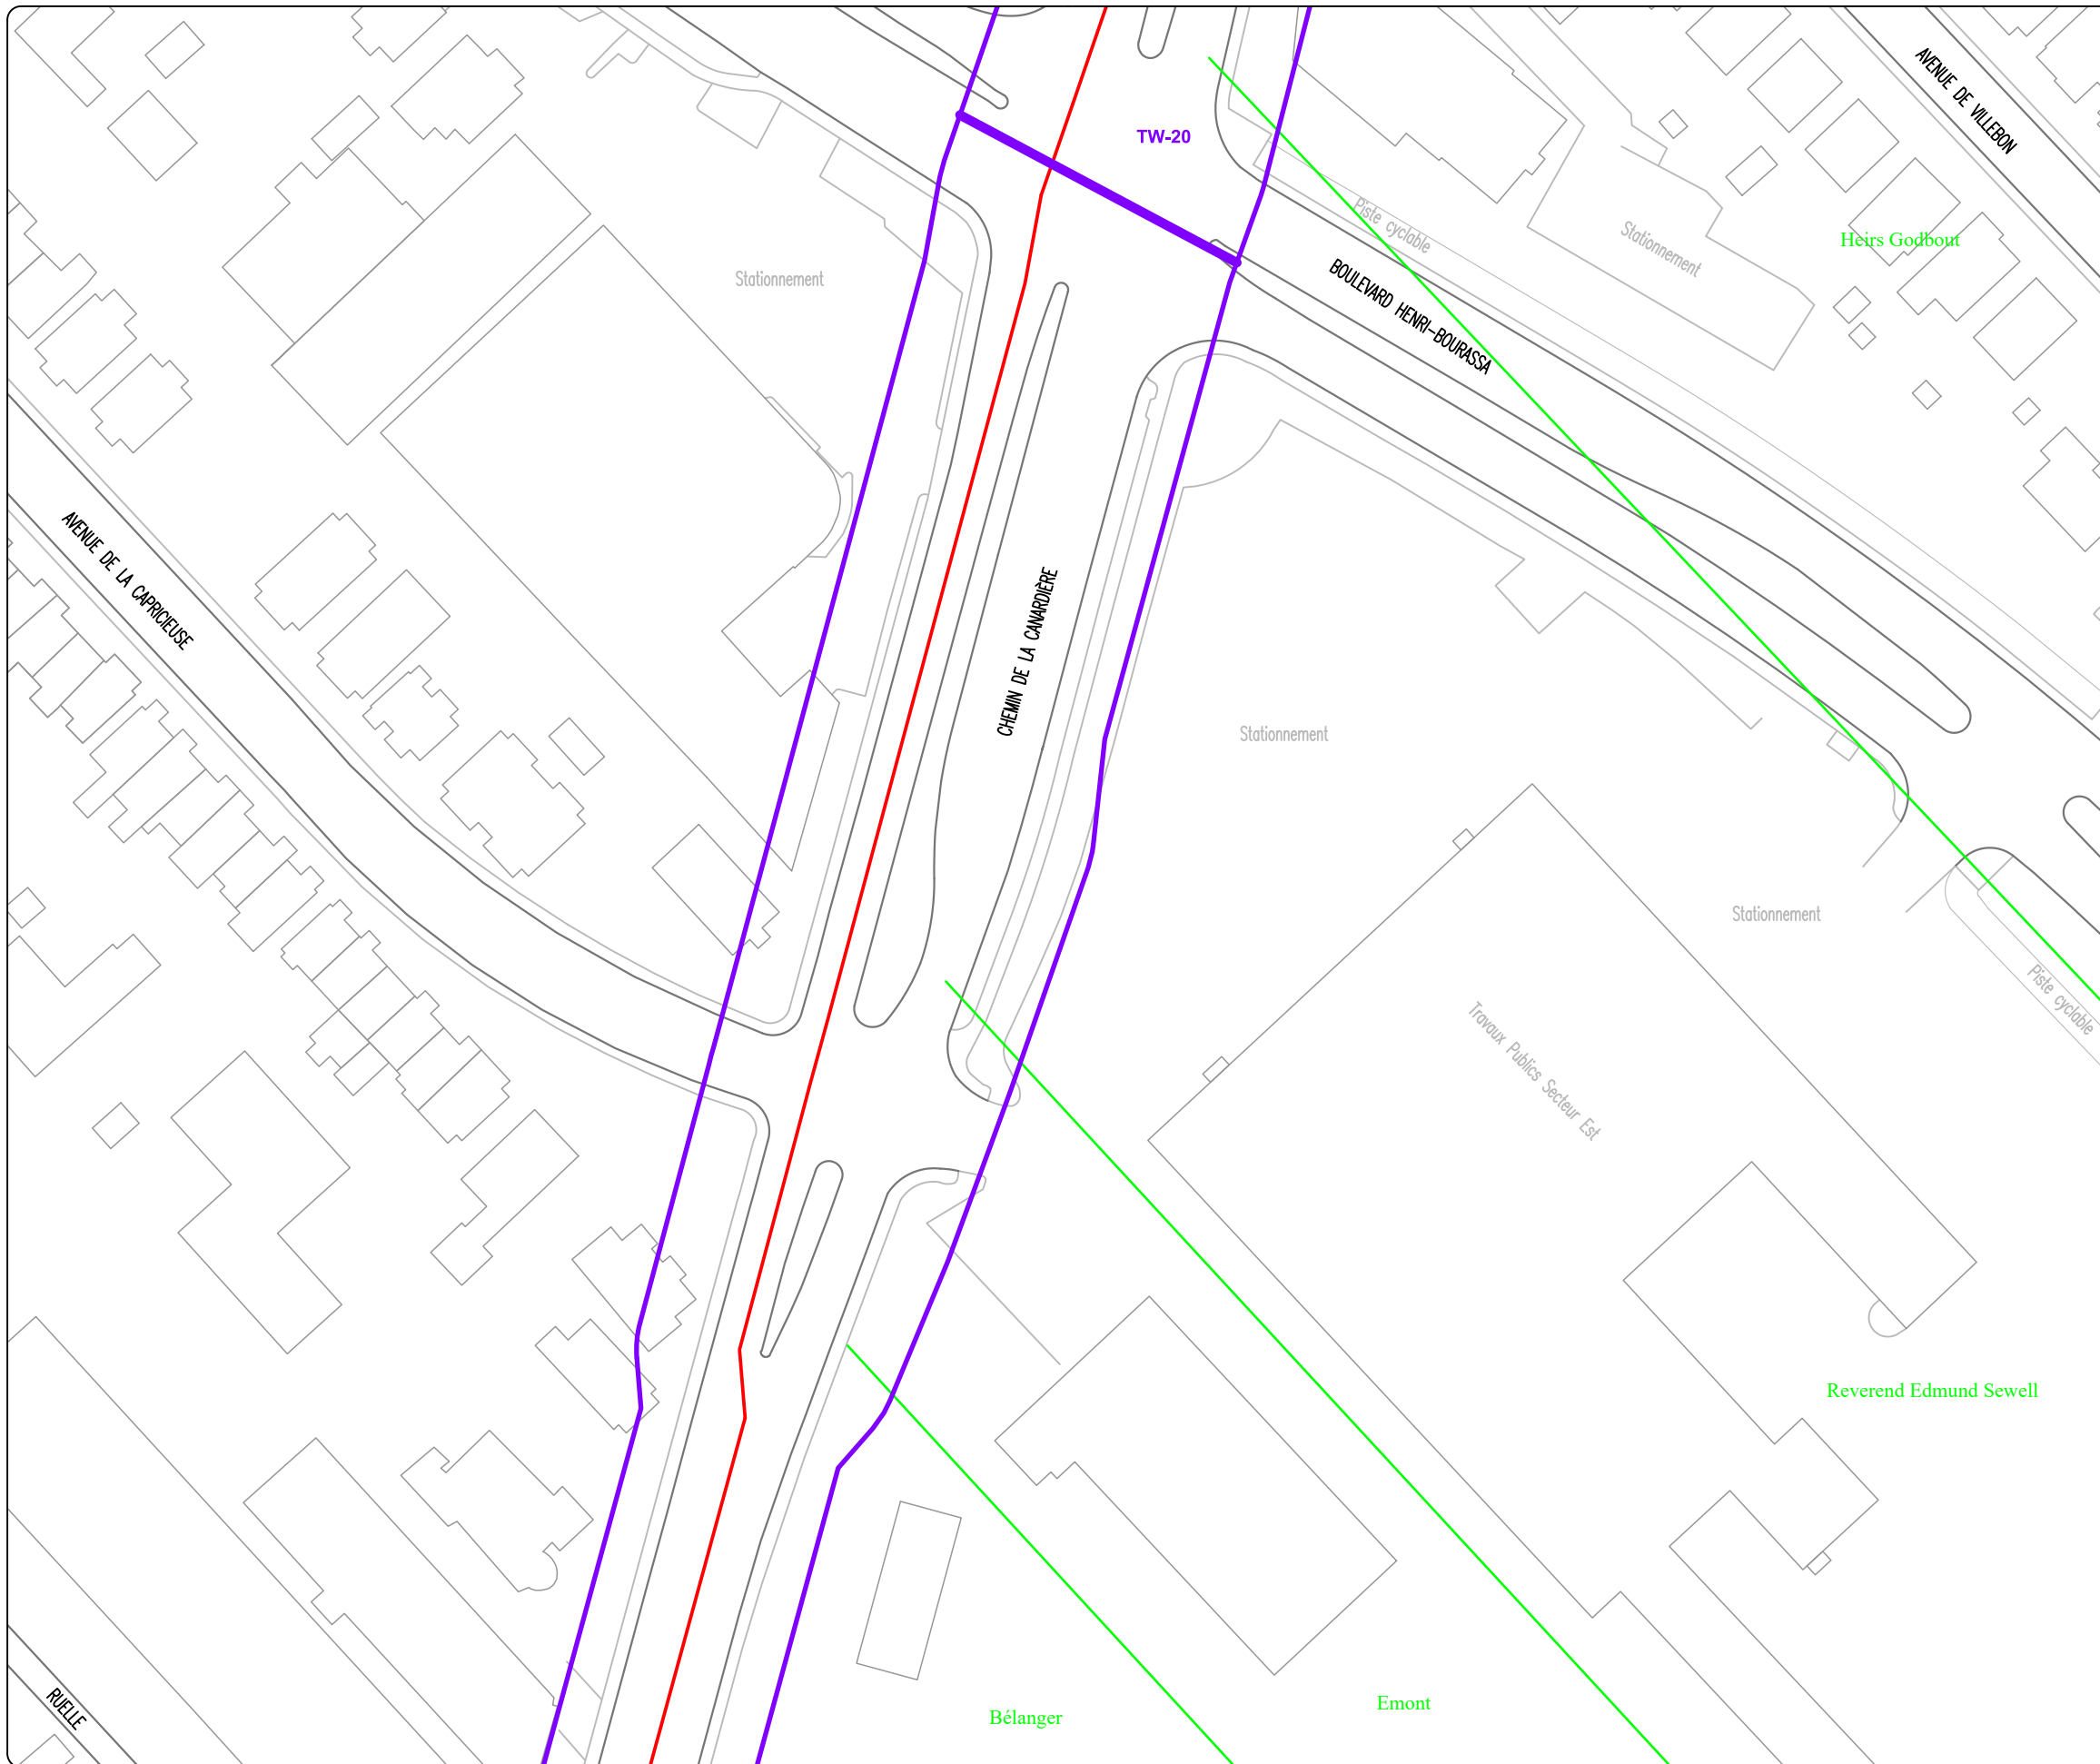 AVENUE DE VILLEBON
TW-20
Piste cyclable
Stationnement
Heirs Godbout
Stationnement
BOULEVARD HENRI-BOURASSA
AVENUE DE LA CAPRICIEUSE
CHEMIN DE LA CANARDIÈRE
Stationnement
Stationnement
Piste cyclable
Travaux Publics Secteur Est
Reverend Edmund Sewell
RUELLE
Bélanger
Emont